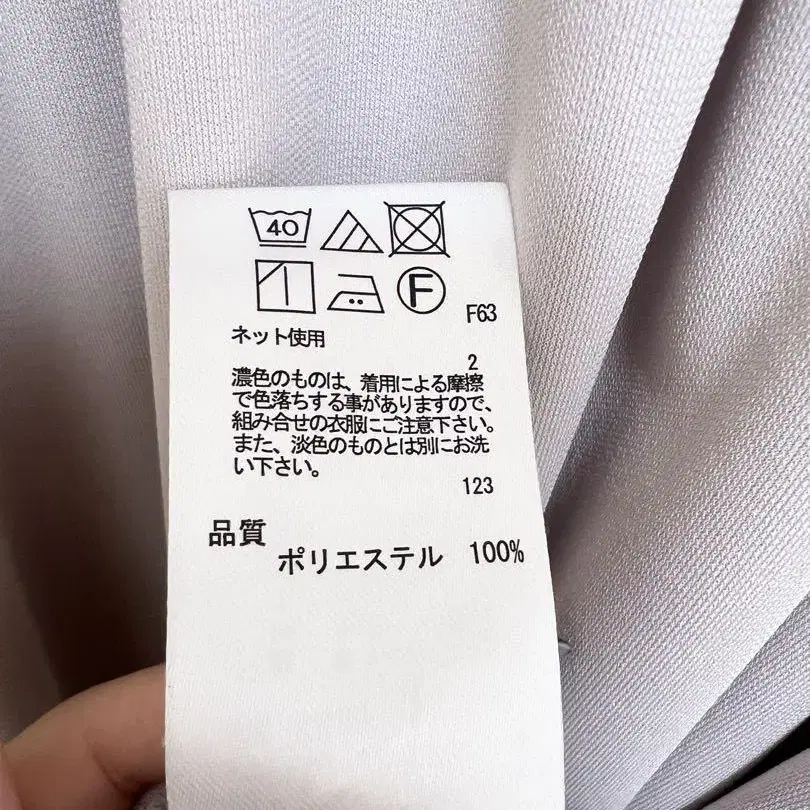 40
F
F63
ネット使用
2
濃色のものは、着用による摩擦
で色落ちする事がありますので、
組み合せの衣服にご注意下さい。
また、淡色のものとは別にお洗
い下さい。
123
品質
ポリエステル 100%